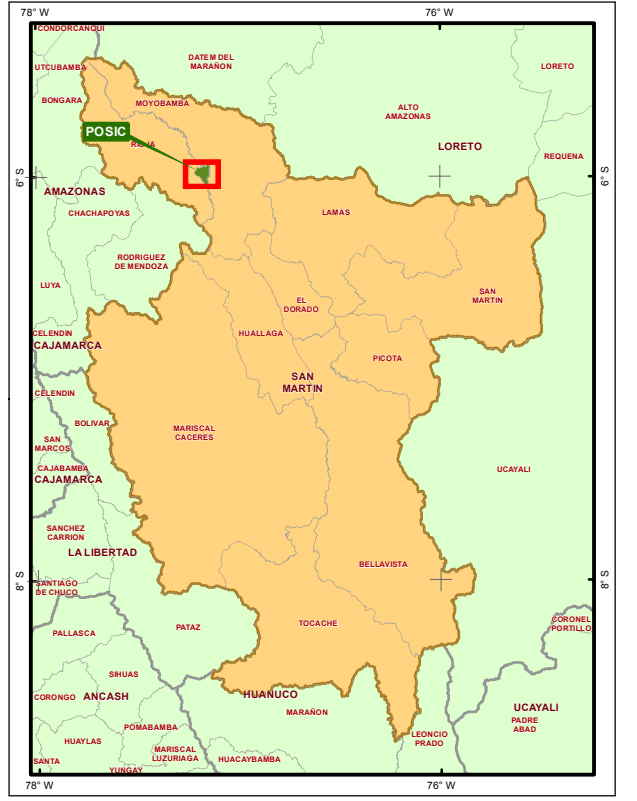 78° W
76° W
CONDORCANQUI
UTCUBAMBA
DATEM DEL
MARAÑON
LORETO
BONGARA
MOYOBAMBA
ALTO
AMAZONAS
POSIC
RIOJA
LORETO
REQUENA
6° S
6° S
AMAZONAS
CHACHAPOYAS
LAMAS
RODRIGUEZ
DE MENDOZA
LUYA
SAN
MARTIN
EL
DORADO
CELENDIN
CAJAMARCA
HUALLAGA
PICOTA
SAN
MARTIN
CELENDIN
BOLIVAR
MARISCAL
CACERES
SAN
MARCOS
CAJABAMBA
CAJAMARCA
UCAYALI
SANCHEZ
CARRION
LA LIBERTAD
BELLAVISTA
8° S
8° S
SANTIAGO
DE CHUCO
PALLASCA
PATAZ
TOCACHE
CORONEL
PORTILLO
SIHUAS
CORONGO
ANCASH
HUANUCO
MARAÑON
UCAYALI
PADRE
ABAD
POMABAMBA
HUAYLAS
MARISCAL
LUZURIAGA
HUACAYBAMBA
LEONCIO
PRADO
SANTA
YUNGAY
78° W
76° W